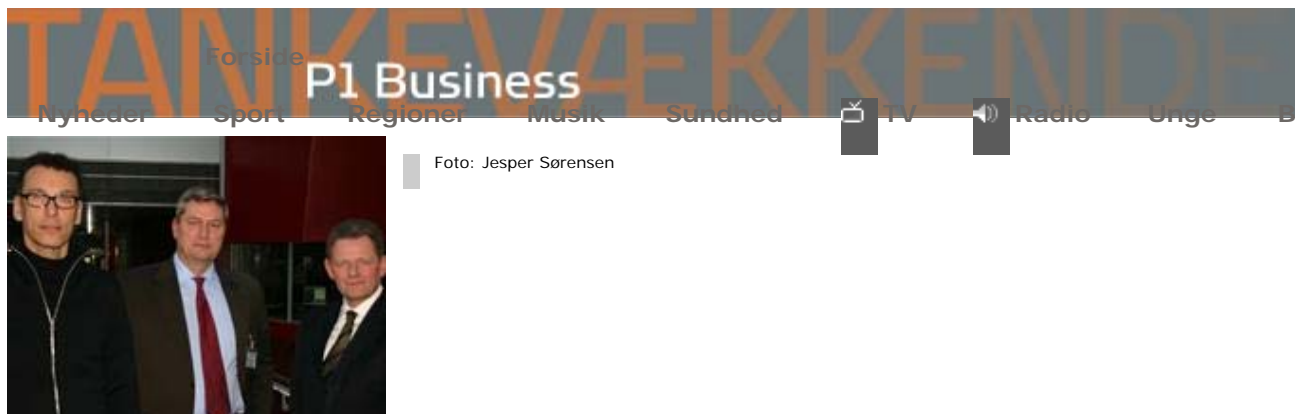 TANKEVÆKKENDE
Forside
P1 Business
Nyheder Sport Regioner Musik Sundhed TV Radio Unge B
Foto: Jesper Sørensen